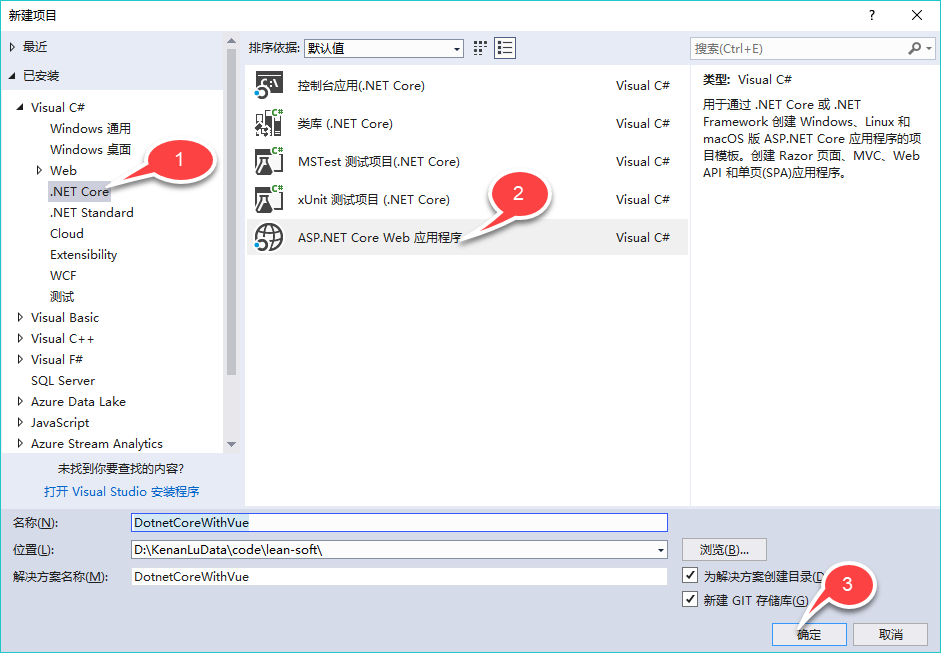 新建项目
?
最近
已安装
Visual C#
Windows 通用
Windows 桌面
Web
.NET Core
.NET Standard
Cloud
Extensibility
WCF
测试
Visual Basic
Visual C++
Visual F#
SQL Server
Azure Data Lake
JavaScript
Azure Stream Analytics
未找到你要查找的内容?
打开 Visual Studio 安装程序
1
排序依据:
默认值
控制台应用(.NET Core) Visual C#
类库 (.NET Core) Visual C#
MSTest 测试项目(.NET Core) Visual C#
xUnit 测试项目 (.NET Core) Visual C#
ASP.NET Core Web 应用程序 Visual C#
2
搜索(Ctrl+E)
类型: Visual C#
用于通过 .NET Core 或 .NET
Framework 创建 Windows、Linux 和
macOS 版 ASP.NET Core 应用程序的项
目模板。创建 Razor 页面、MVC、Web
API 和单页(SPA)应用程序。
名称(N): DotnetCoreWithVue
位置(L): D:\KenanLuData\code\lean-soft\ 浏览(B)...
解决方案名称(M): DotnetCoreWithVue
为解决方案创建目录(D
新建 GIT 存储库(G)
3
确定
取消